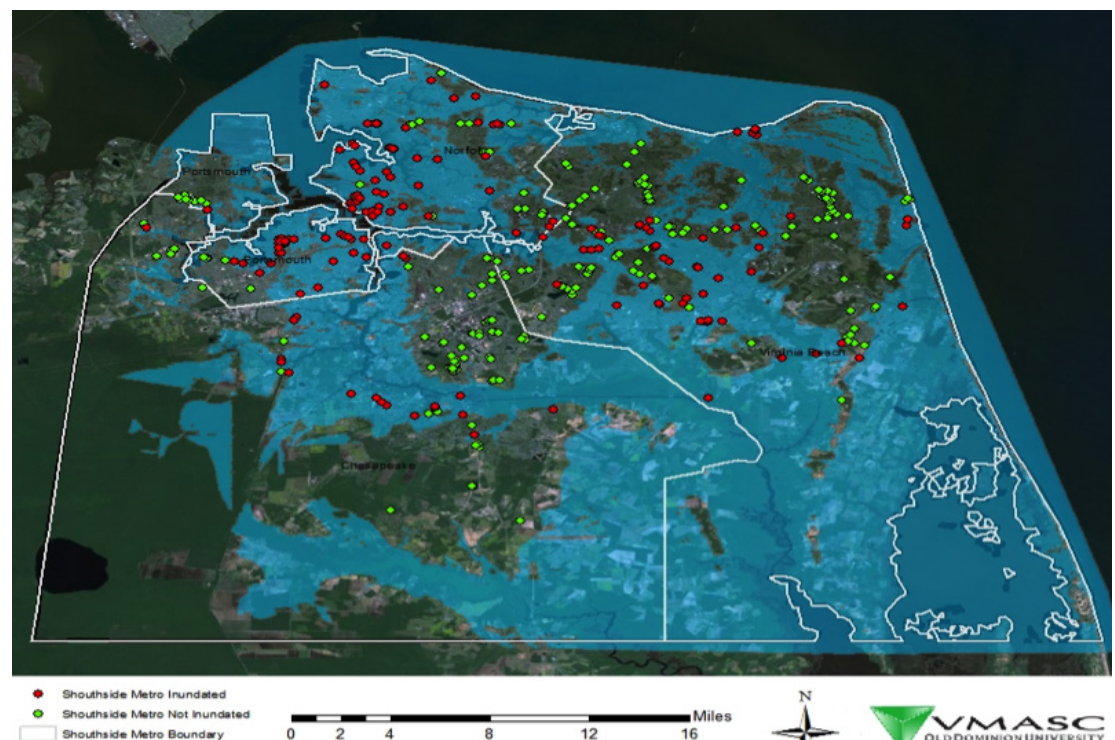 Portsmouth
Norfolk
Portsmouth
Virginia Beach
Chesapeake
Shouthside Metro Inundated
Shouthside Metro Not Inundated
Shouthside Metro Boundary
0 2 4 8 12 16
Miles
N
VMASC
OLD DOMINION UNIVERSITY